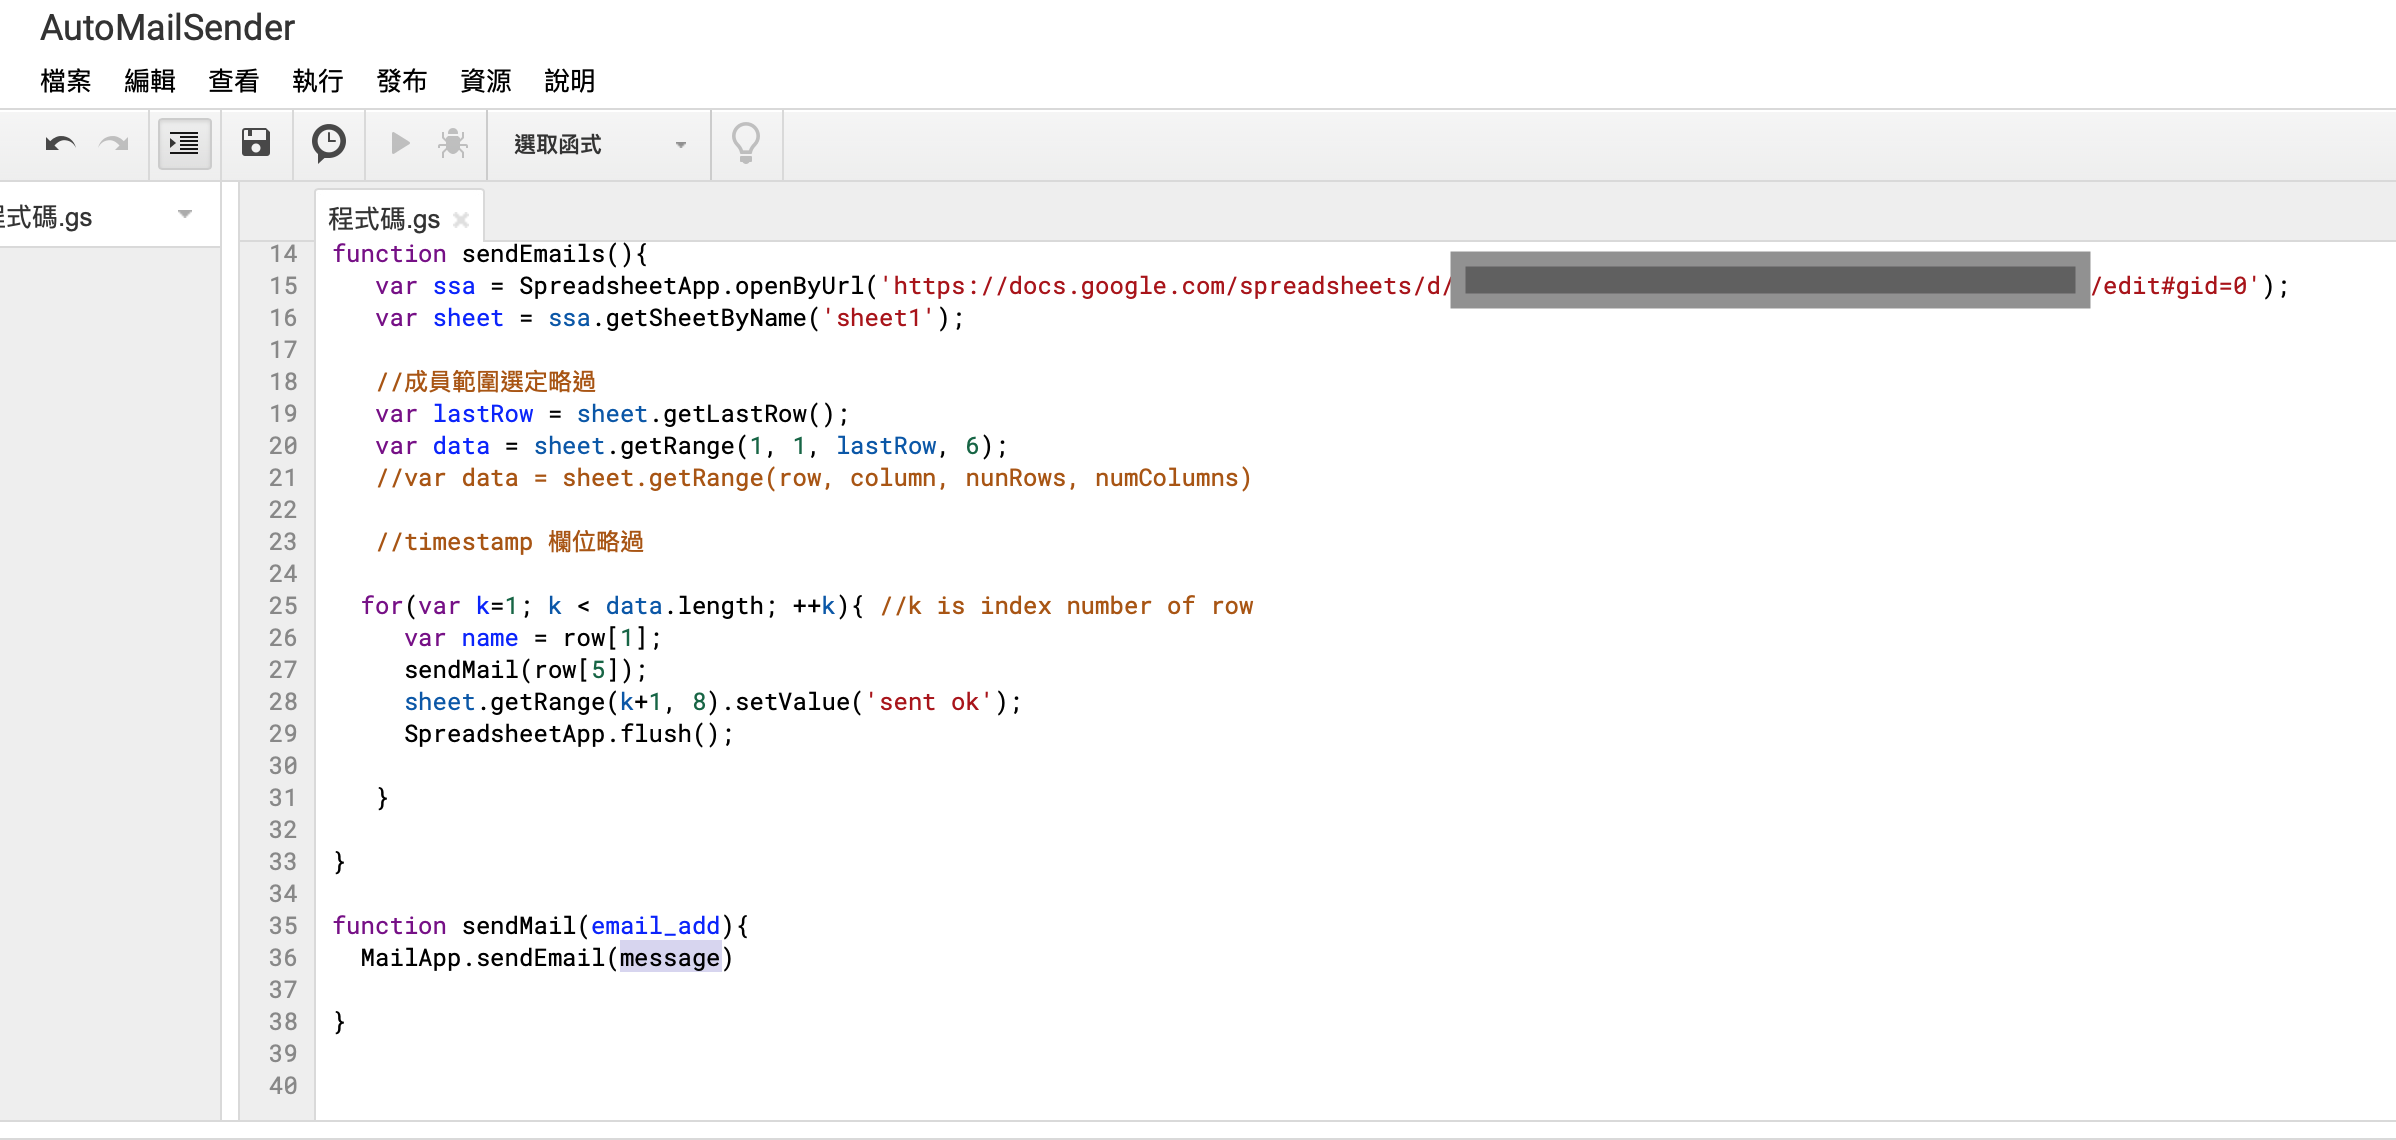 AutoMailSender
檔案 編輯 查看 執行 發布 資源 說明
選取函式
式碼.gs
程式碼.gs
14 function sendEmails(){
15 var ssa = SpreadsheetApp.openByUrl('https://docs.google.com/spreadsheets/d/ /edit#gid=0');
16 var sheet = ssa.getSheetByName('sheet1');
17
18 //成員範圍選定略過
19 var lastRow = sheet.getLastRow();
20 var data = sheet.getRange(1, 1, lastRow, 6);
21 //var data = sheet.getRange(row, column, nunRows, numColumns)
22
23 //timestamp 欄位略過
24
25 for(var k=1; k < data.length; ++k){ //k is index number of row
26 var name = row[1];
27 sendMail(row[5]);
28 sheet.getRange(k+1, 8).setValue('sent ok');
29 SpreadsheetApp.flush();
30
31 }
32
33 }
34
35 function sendMail(email_add){
36 MailApp.sendEmail(message)
37
38 }
39
40